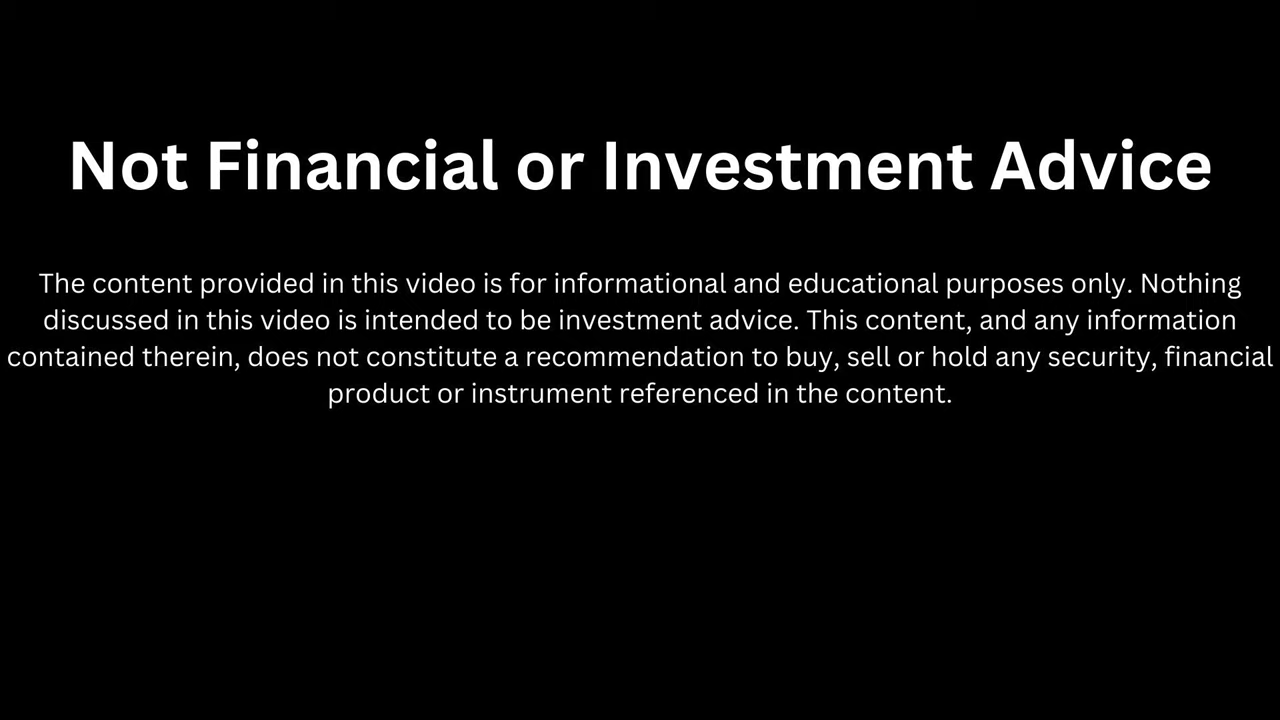 Not Financial or Investment Advice
The content provided in this video is for informational and educational purposes only. Nothing
discussed in this video is intended to be investment advice. This content, and any information
contained therein, does not constitute a recommendation to buy, sell or hold any security, financial
product or instrument referenced in the content.